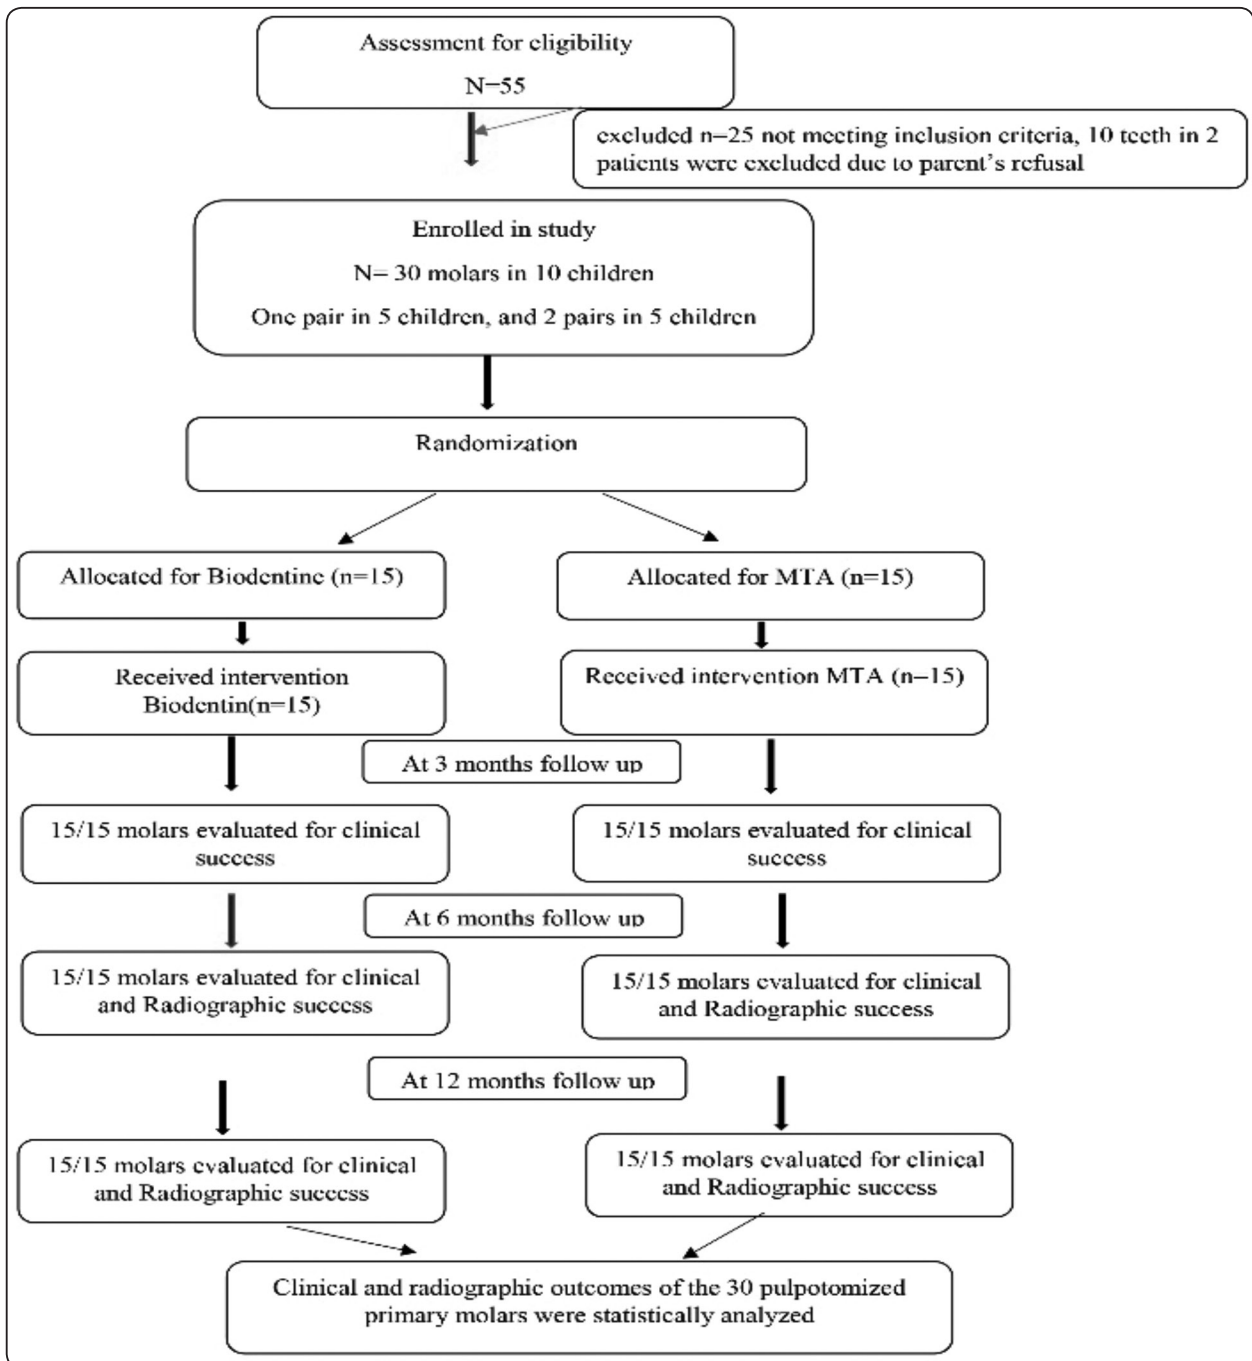 Assessment for eligibility
N=55
excluded n=25 not meeting inclusion criteria, 10 teeth in 2
patients were excluded due to parent's refusal
Enrolled in study
N= 30 molars in 10 children
One pair in 5 children, and 2 pairs in 5 children
Randomization
Allocated for Biodentine (n=15)
Allocated for MTA (n=15)
Received intervention
Biodentin(n=15)
Received intervention MTA (n=15)
At 3 months follow up
15/15 molars evaluated for clinical
success
15/15 molars evaluated for clinical
success
At 6 months follow up
15/15 molars evaluated for clinical
and Radiographic success
15/15 molars evaluated for clinical
and Radiographic success
At 12 months follow up
15/15 molars evaluated for clinical
and Radiographic success
15/15 molars evaluated for clinical
and Radiographic success
Clinical and radiographic outcomes of the 30 pulpotomized
primary molars were statistically analyzed